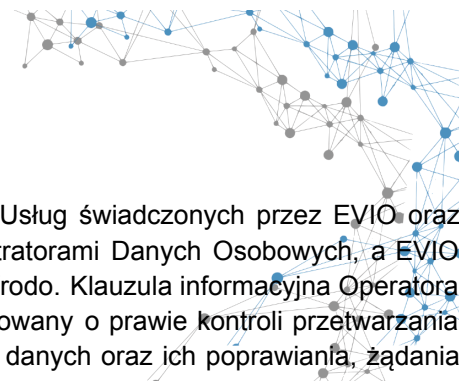 Usług świadczonych przez EVIO oraz
tratorami Danych Osobowych, a EVIO
rodo. Klauzula informacyjna Operatora
owany o prawie kontroli przetwarzania
danych oraz ich poprawiania, żądania